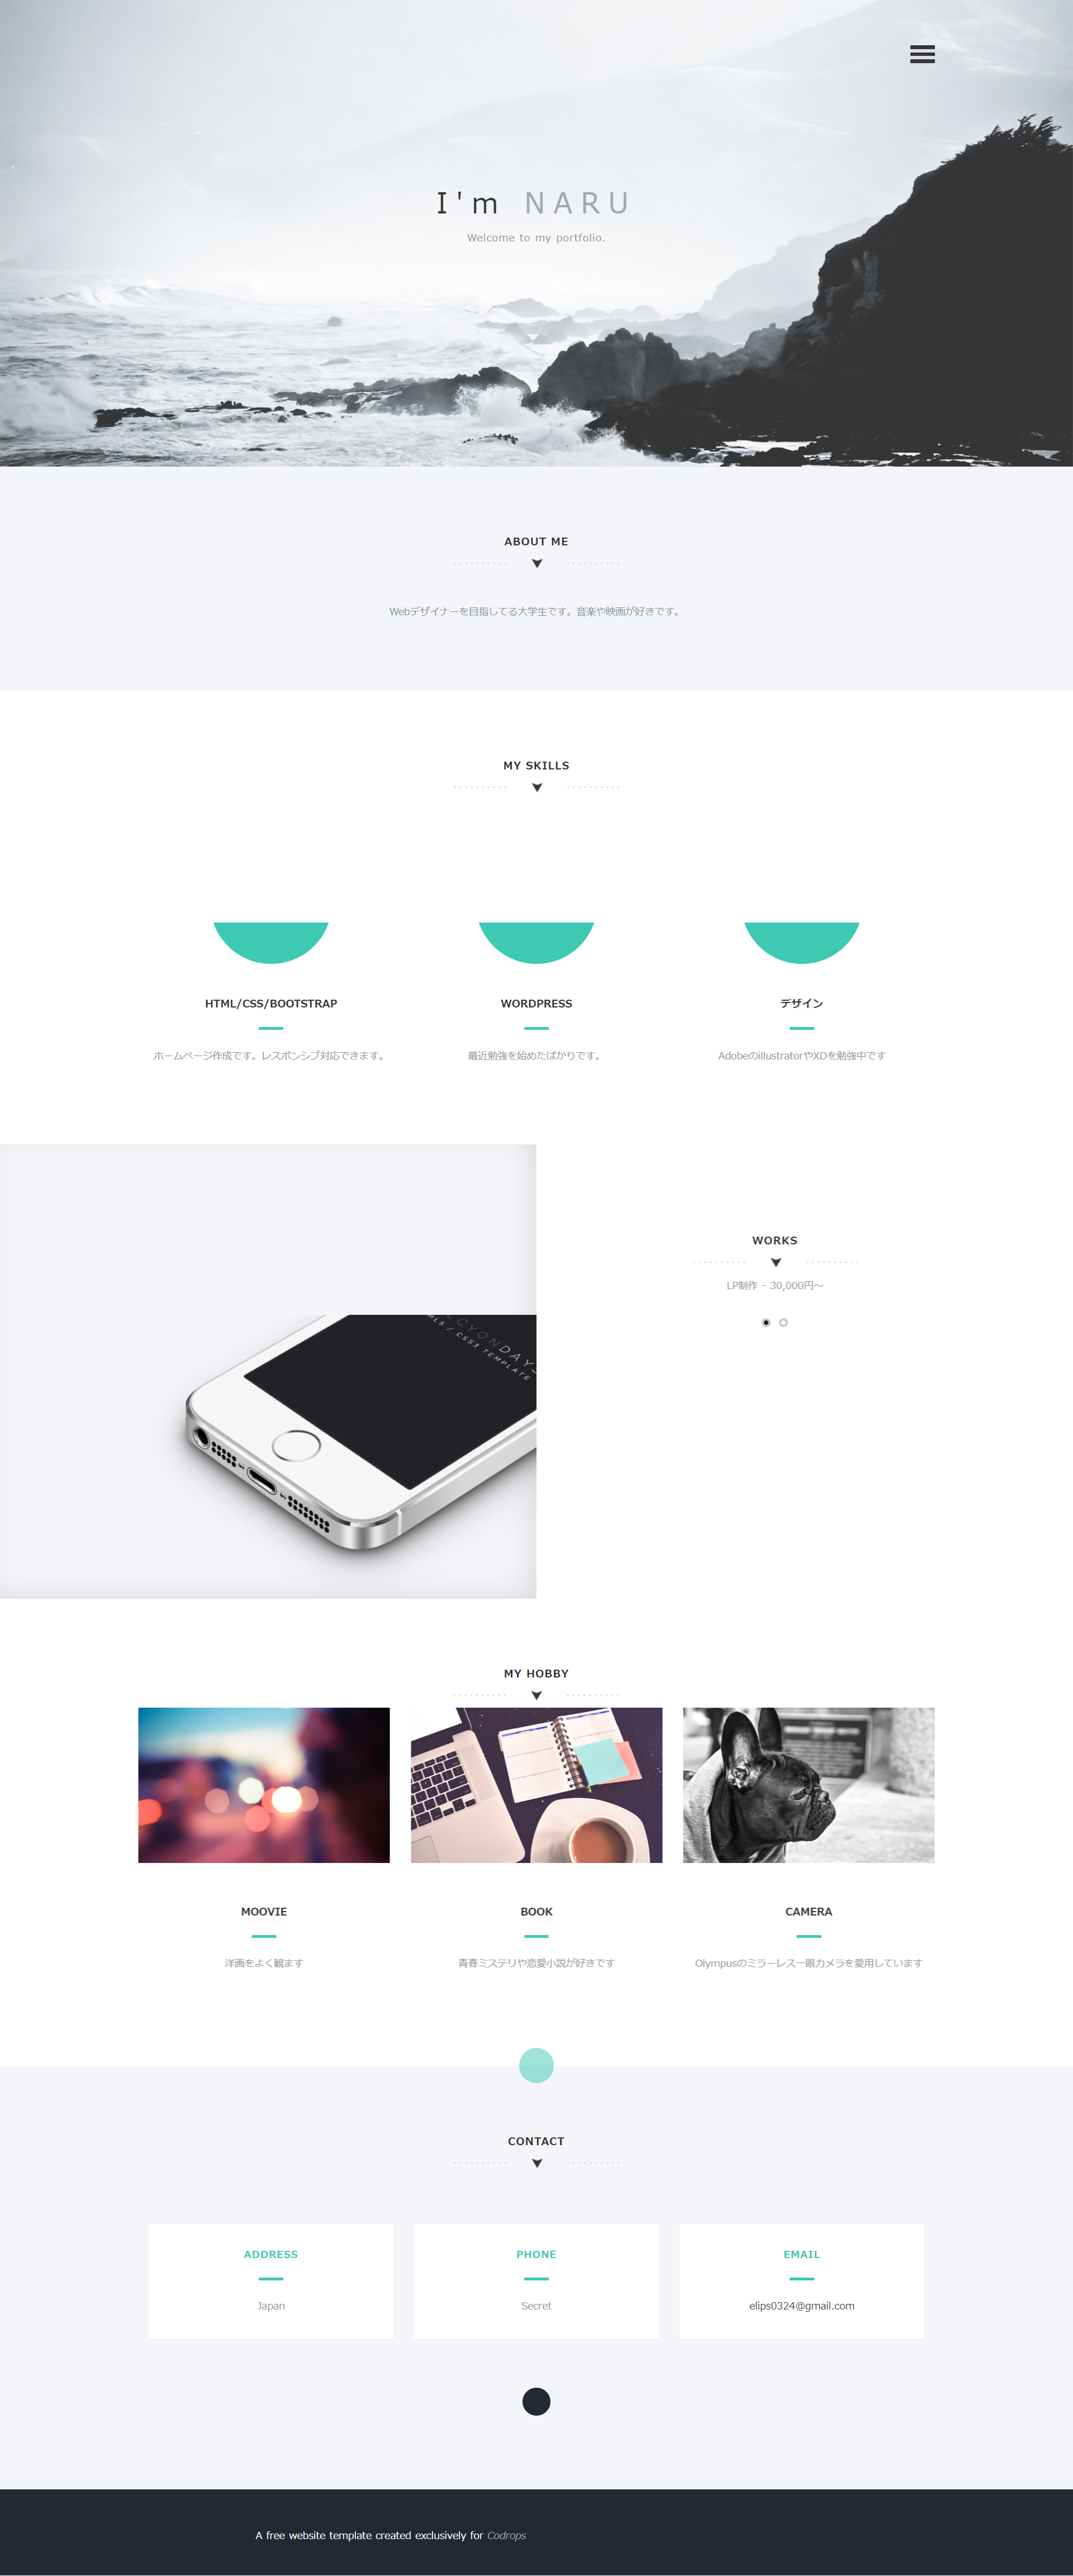 I'm NARU
Welcome to my portfolio.
ABOUT ME
Webデザイナーを目指してる大学生です。音楽や映画が好きです。
MY SKILLS
HTML/CSS/BOOTSTRAP
ホームページ作成です。レスポンシブ対応できます。
WORDPRESS
最近勉強を始めたばかりです。
デザイン
AdobeのillustratorやXDを勉強中です
WORKS
LP制作 - 30,000円〜
CYONDAYS
ML5 / CSS3 TEMPLATE
MY HOBBY
MOOVIE
洋画をよく観ます
BOOK
青春ミステリや恋愛小説が好きです
CAMERA
Olympusのミラーレス一眼カメラを愛用しています
CONTACT
ADDRESS
Japan
PHONE
Secret
EMAIL
elips0324@gmail.com
A free website template created exclusively for Codrops